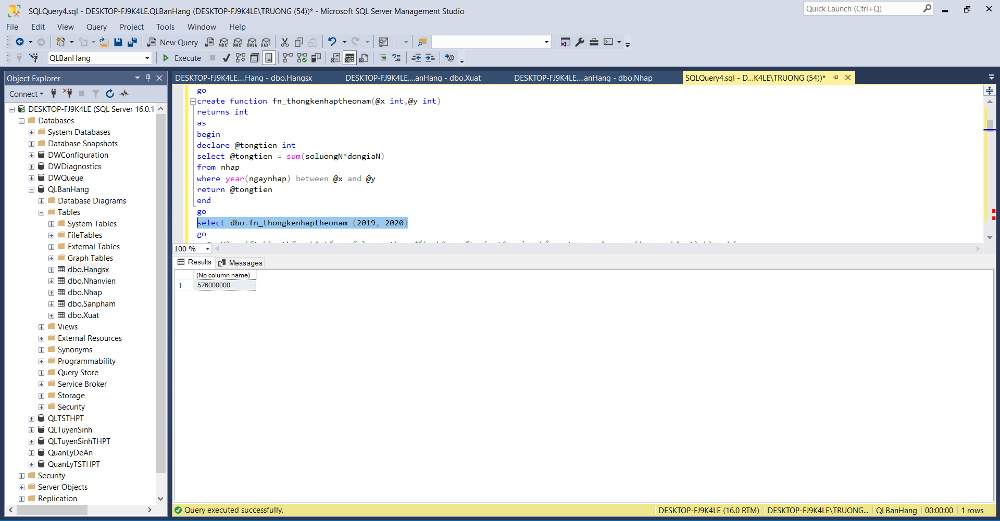 SQLQuery4.sql - DESKTOP-FJ9K4LE.QLBanHang (DESKTOP-FJ9K4LE\TRUONG (54))* - Microsoft SQL Server Management Studio
Quick Launch (Ctrl+Q)
File Edit View Query Project Tools Window Help
New Query
MDX DMX XMLA DAX
QLBanHang
Execute
Object Explorer
Connect
DESKTOP-FJ9K4LE (SQL Server 16.0.1
Databases
System Databases
Database Snapshots
DWConfiguration
DWDiagnostics
DWQueue
QLBanHang
Database Diagrams
Tables
System Tables
FileTables
External Tables
Graph Tables
dbo.Hangsx
dbo.Nhanvien
dbo.Nhap
dbo.Sanpham
dbo.Xuat
Views
External Resources
Synonyms
Programmability
Query Store
Service Broker
Storage
Security
QLTSTHPT
QLTuyenSinh
QLTuyenSinhTHPT
QuanLyDeAn
QuanLyTSTHPT
Security
Server Objects
Replication
DESKTOP-FJ9K4LE....Hang - dbo.Hangsx
DESKTOP-FJ9K4LE....anHang - dbo.Xuat
DESKTOP-FJ9K4LE....anHang - dbo.Nhap
SQLQuery4.sql - D...K4LE\TRUONG (54))*
go
create function fn_thongkenhaptheonam(@x int,@y int)
returns int
as
begin
declare @tongtien int
select @tongtien = sum(soluongN*dongiaN)
from nhap
where year(ngaynhap) between @x and @y
return @tongtien
end
go
select dbo.fn_thongkenhaptheonam (2019, 2020)
go
100 %
Results
Messages
(No column name)
1 576000000
Query executed successfully.
DESKTOP-FJ9K4LE (16.0 RTM)
DESKTOP-FJ9K4LE\TRUONG...
QLBanHang
00:00:00
1 rows